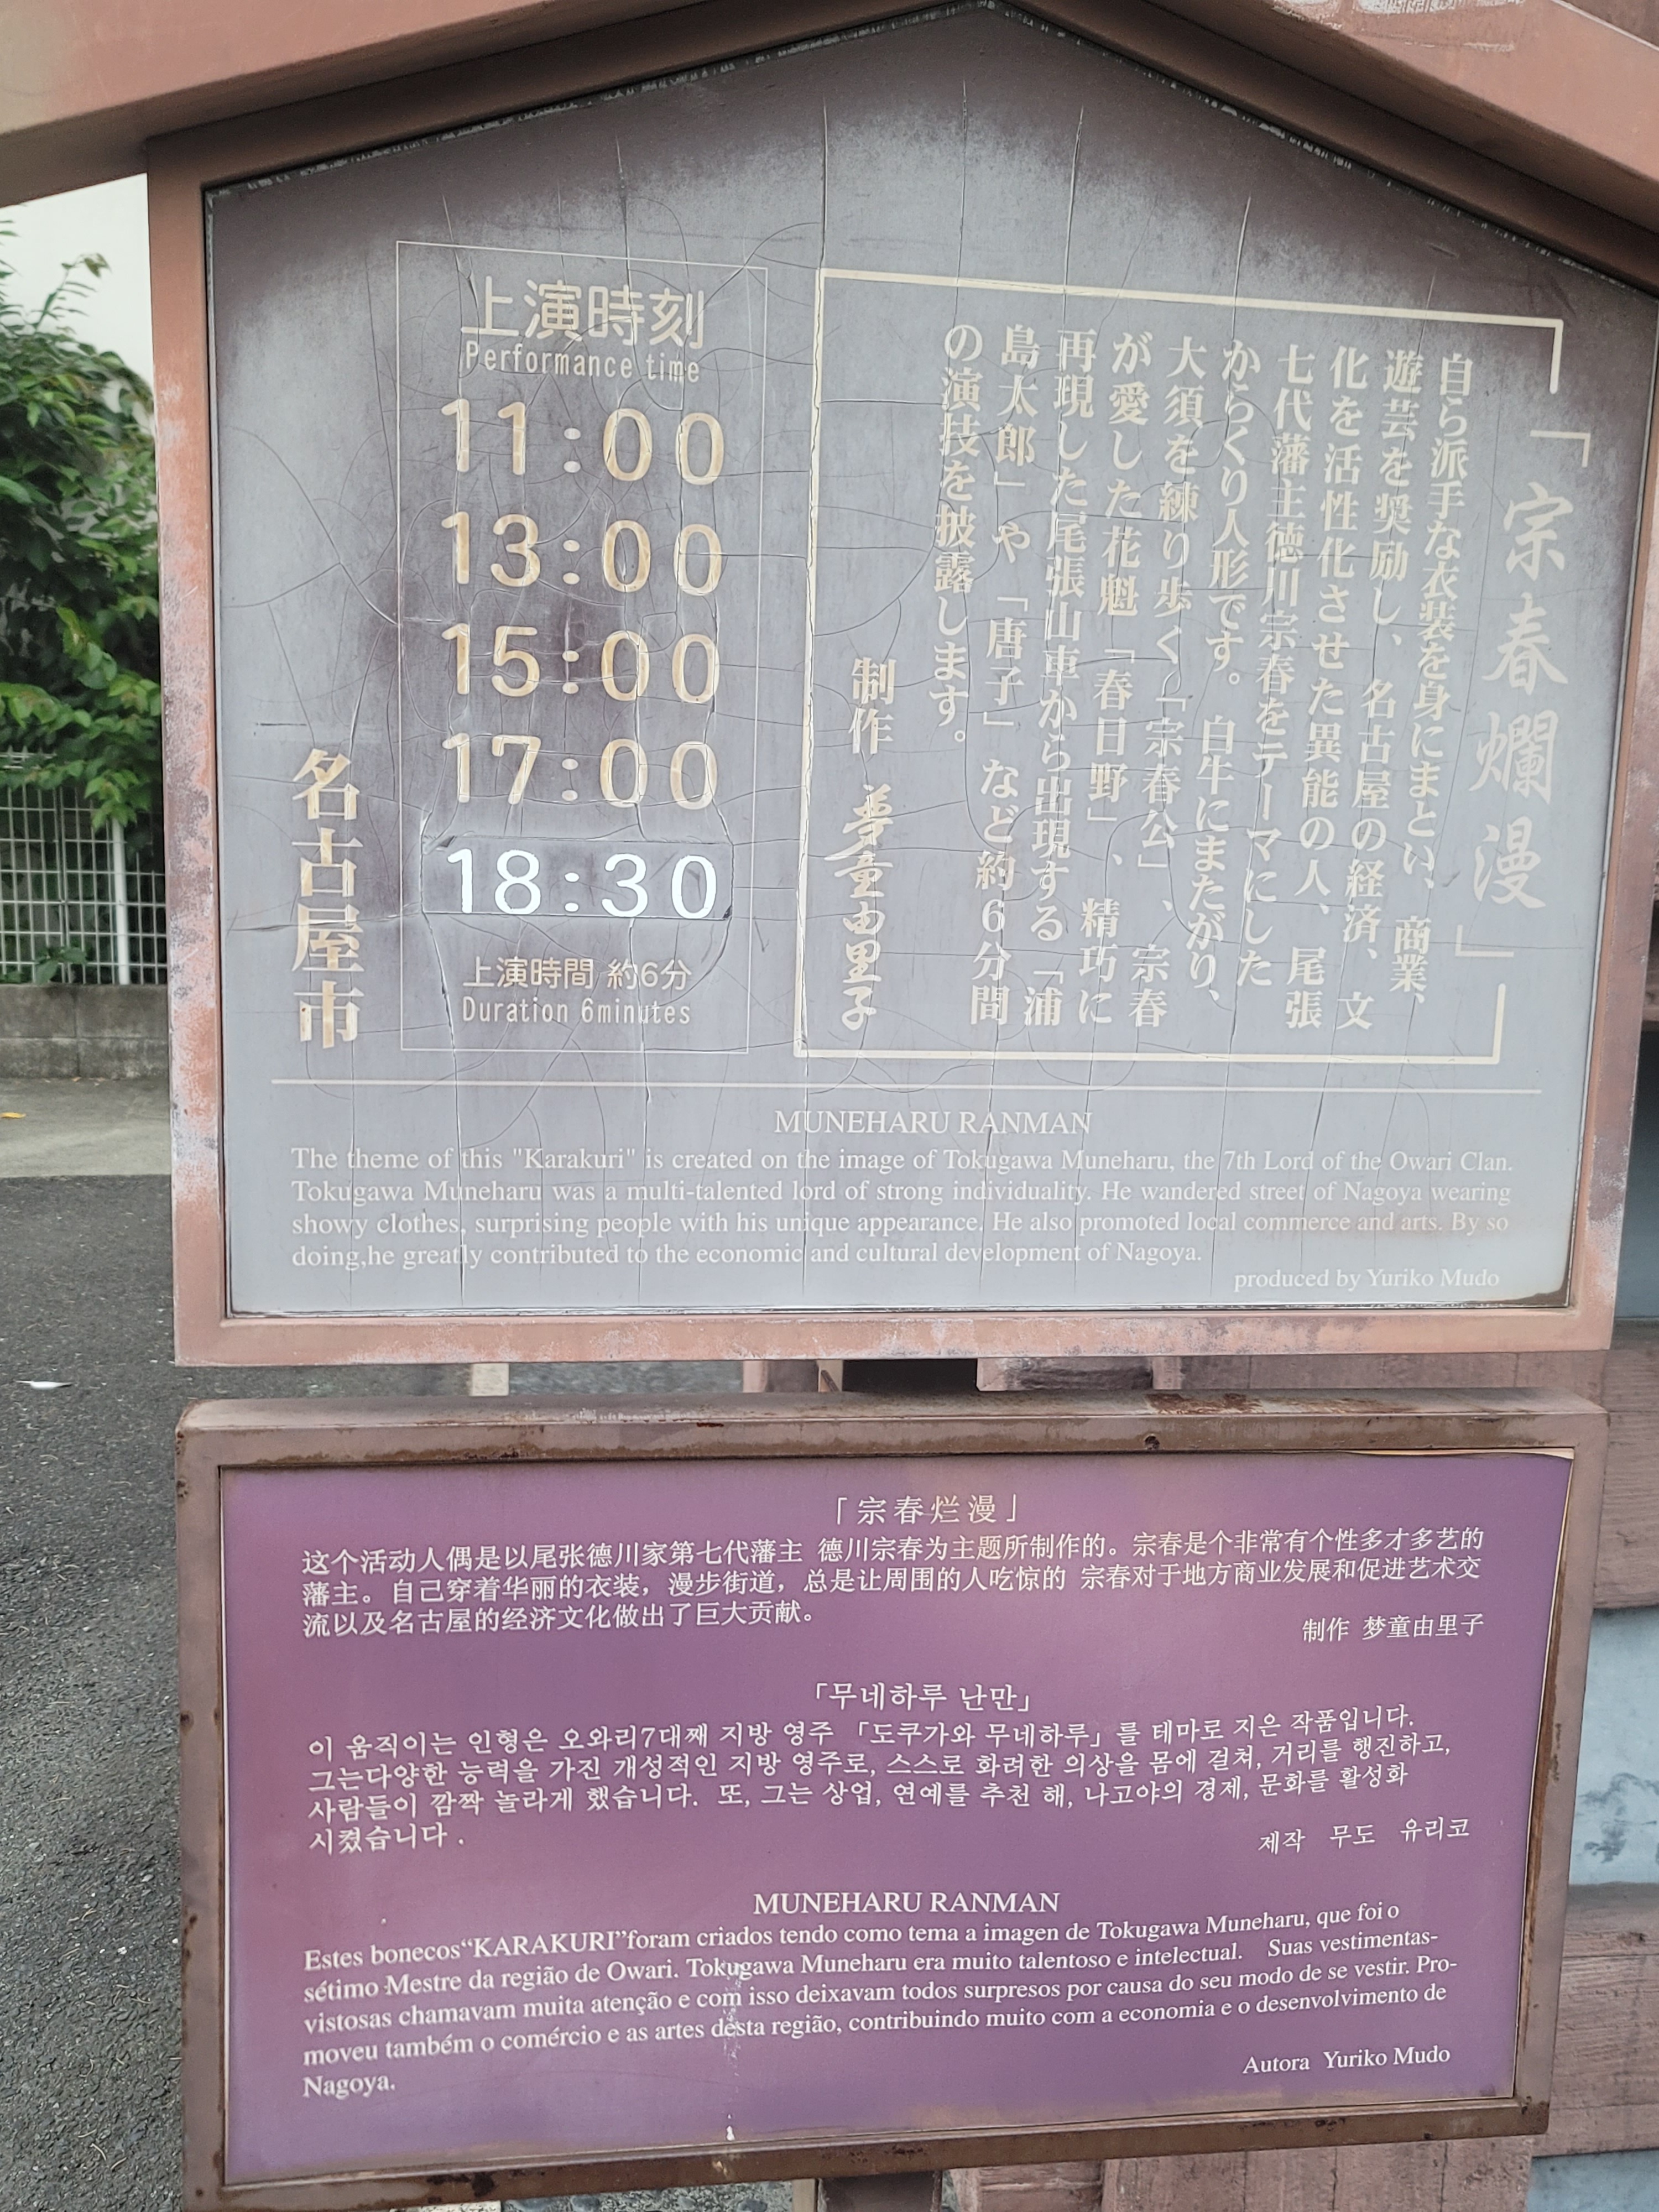 「宗春爛漫」
自ら派手な衣装を身にまとい、商業、
遊芸を奨励し、名古屋の経済、文
化を活性化させた異能の人、尾張
七代藩主徳川宗春をテーマにした
からくり人形です。白牛にまたがり、
大須を練り歩く「宗春公」、宗春
が愛した花魁「春日野」、精巧に
再現した尾張山車から出現する「浦
島太郎」や「唐子」など約6分間
の演技を披露します。
制作 夢童由里子
上演時刻
Performance time
11:00
13:00
15:00
17:00
18:30
上演時間 約6分
Duration 6minutes
名古屋市
MUNEHARU RANMAN
The theme of this "Karakuri" is created on the image of Tokugawa Muneharu, the 7th Lord of the Owari Clan.
Tokugawa Muneharu was a multi-talented lord of strong individuality. He wandered street of Nagoya wearing
showy clothes, surprising people with his unique appearance. He also promoted local commerce and arts. By so
doing,he greatly contributed to the economic and cultural development of Nagoya.
produced by Yuriko Mudo
「宗春烂漫」
这个活动人偶是以尾张德川家第七代藩主 德川宗春为主题所制作的。宗春是个非常有个性多才多艺的
藩主。自己穿着华丽的衣装，漫步街道，总是让周围的人吃惊的 宗春对于地方商业发展和促进艺术交
流以及名古屋的经济文化做出了巨大贡献。
制作 梦童由里子
「무네하루 난만」
이 움직이는 인형은 오와리7대째 지방 영주 「도쿠가와 무네하루」를 테마로 지은 작품입니다.
그는다양한 능력을 가진 개성적인 지방 영주로, 스스로 화려한 의상을 몸에 걸쳐, 거리를 행진하고,
사람들이 깜짝 놀라게 했습니다. 또, 그는 상업, 연예를 추천 해, 나고야의 경제, 문화를 활성화
시켰습니다 .
제작 무도 유리코
MUNEHARU RANMAN
Estes bonecos“KARAKURI”foram criados tendo como tema a imagen de Tokugawa Muneharu, que foi o
sétimo Mestre da região de Owari. Tokugawa Muneharu era muito talentoso e intelectual. Suas vestimentas-
vistosas chamavam muita atenção e com isso deixavam todos surpresos por causa do seu modo de se vestir. Pro-
moveu também o comércio e as artes desta região, contribuindo muito com a economia e o desenvolvimento de
Nagoya.
Autora Yuriko Mudo